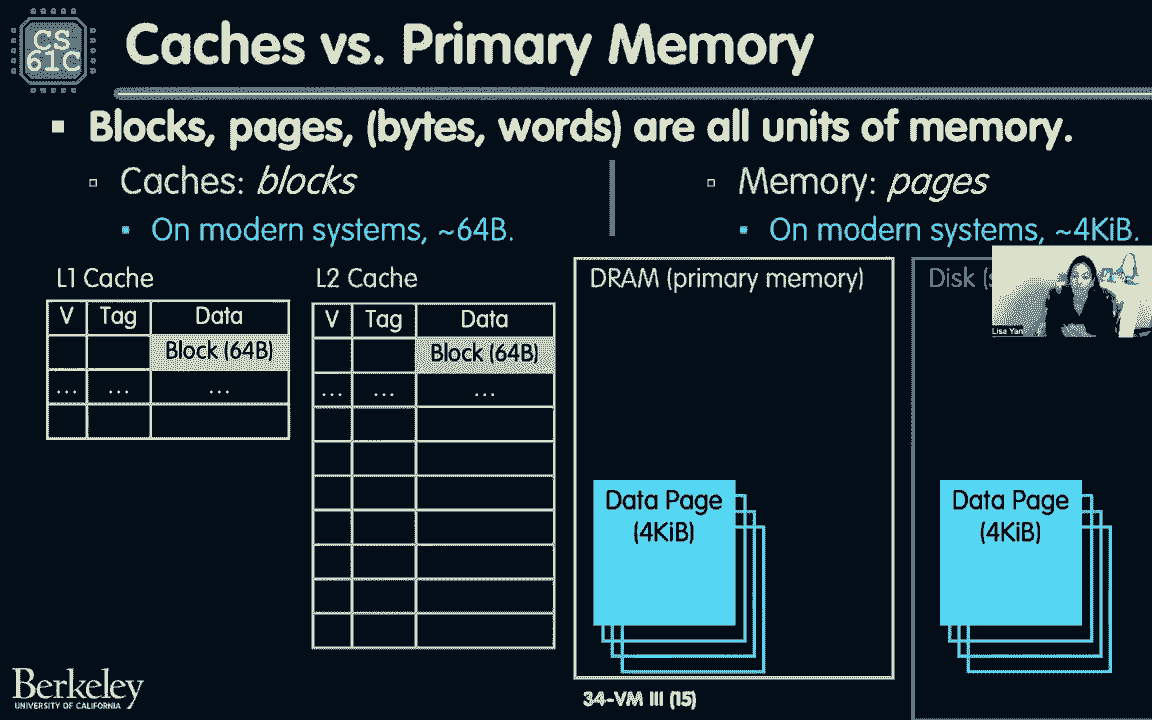 CS
61C
Caches vs. Primary Memory
Blocks, pages, (bytes, words) are all units of memory.
Caches: blocks
On modern systems, ~64B.
Memory: pages
On modern systems, ~4KiB.
L1 Cache
V Tag Data
Block (64B)
... ... ...
L2 Cache
V Tag Data
Block (64B)
... ... ...
DRAM (primary memory)
Data Page
(4KiB)
Disk (s
Lisa Yan
Data Page
(4KiB)
Berkeley
UNIVERSITY OF CALIFORNIA
34-VM III (15)